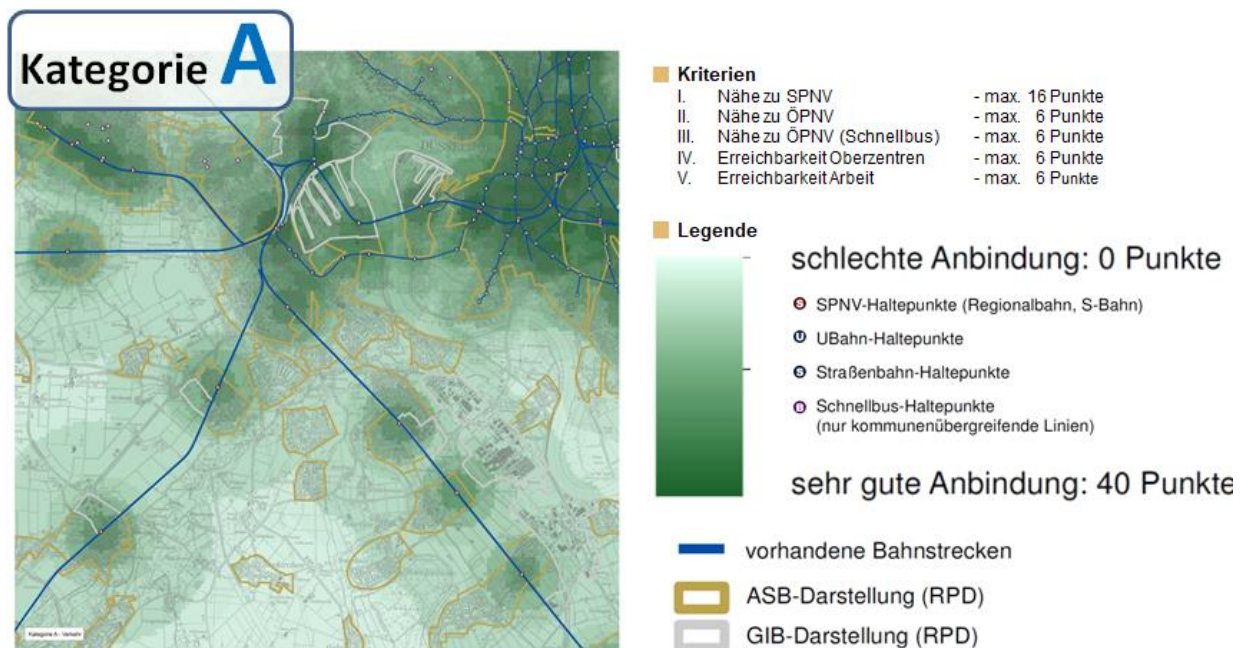 Kategorie A
Kriterien
I. Nähe zu SPNV - max. 16 Punkte
II. Nähe zu ÖPNV - max. 6 Punkte
III. Nähe zu ÖPNV (Schnellbus) - max. 6 Punkte
IV. Erreichbarkeit Oberzentren - max. 6 Punkte
V. Erreichbarkeit Arbeit - max. 6 Punkte
Legende
schlechte Anbindung: 0 Punkte
S SPNV-Haltepunkte (Regionalbahn, S-Bahn)
U UBahn-Haltepunkte
S Straßenbahn-Haltepunkte
B Schnellbus-Haltepunkte
(nur kommunenübergreifende Linien)
sehr gute Anbindung: 40 Punkte
vorhandene Bahnstrecken
ASB-Darstellung (RPD)
GIB-Darstellung (RPD)
Kategorie A - Verkehr